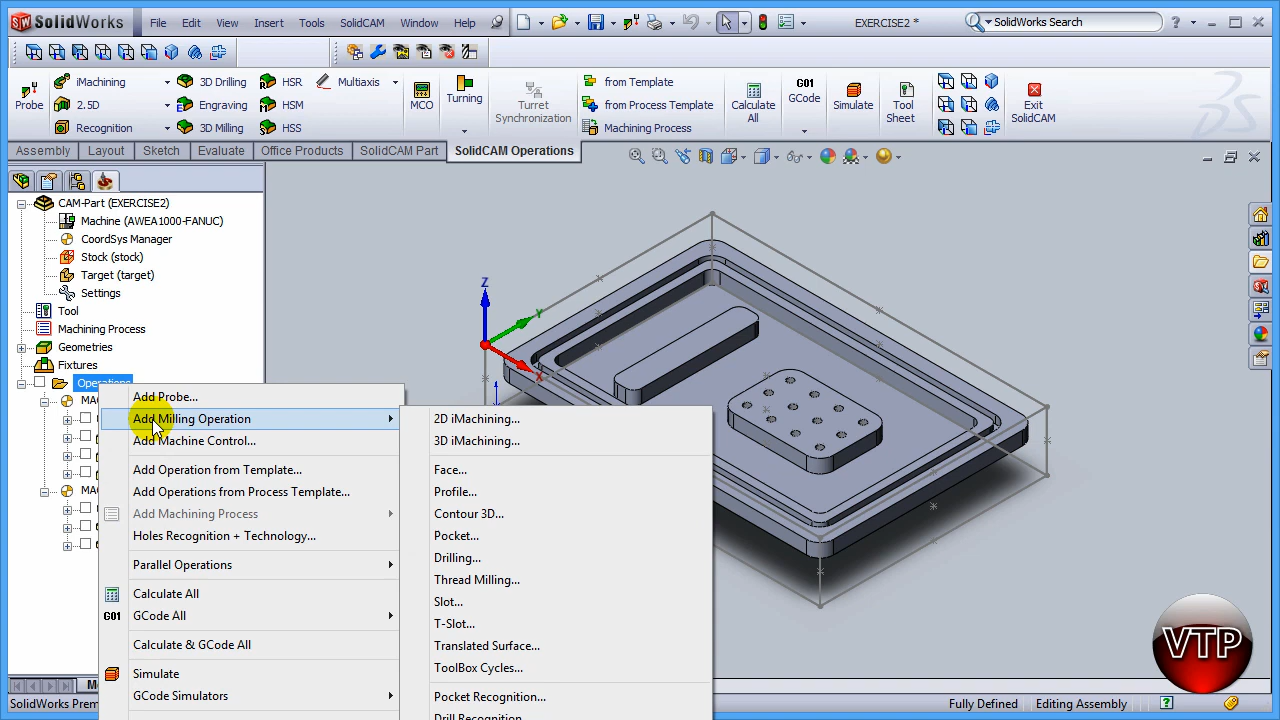 SolidWorks File Edit View Insert Tools SolidCAM Window Help EXERCISE2 * SolidWorks Search
Probe
iMachining 3D Drilling HSR Multiaxis
2.5D Engraving HSM
Recognition 3D Milling HSS
MCO
Turning
Turret
Synchronization
from Template
from Process Template
Machining Process
Calculate
All
G01
GCode
Simulate
Tool
Sheet
Exit
SolidCAM
Assembly Layout Sketch Evaluate Office Products SolidCAM Part SolidCAM Operations
CAM-Part (EXERCISE2)
Machine (AWEA1000-FANUC)
CoordSys Manager
Stock (stock)
Target (target)
Settings
Tool
Machining Process
Geometries
Fixtures
Operations
Add Probe...
Add Milling Operation
Add Machine Control...
Add Operation from Template...
Add Operations from Process Template...
Add Machining Process
Holes Recognition + Technology...
Parallel Operations
Calculate All
G01 GCode All
Calculate & GCode All
Simulate
GCode Simulators
2D iMachining...
3D iMachining...
Face...
Profile...
Contour 3D...
Pocket...
Drilling...
Thread Milling...
Slot...
T-Slot...
Translated Surface...
ToolBox Cycles...
Pocket Recognition...
Drill Recognition
Z
Y
X
VTP
SolidWorks Prem
Fully Defined Editing Assembly